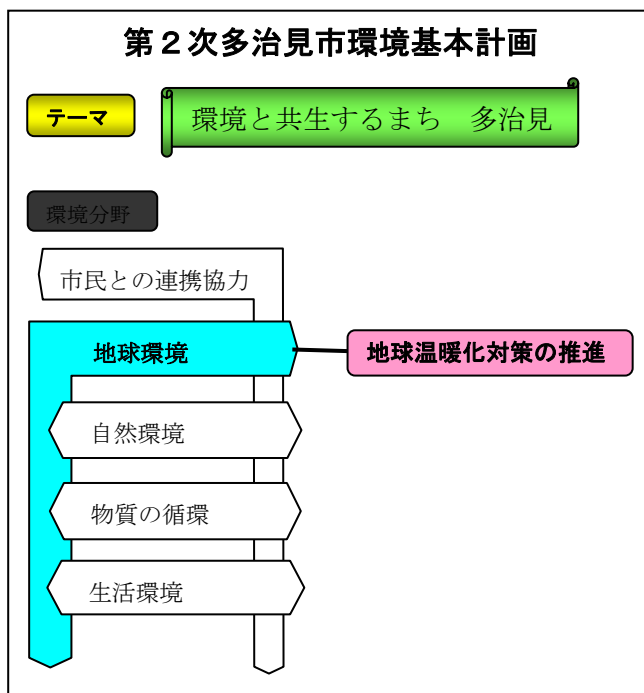 第２次多治見市環境基本計画
テーマ
環境と共生するまち　多治見
環境分野
市民との連携協力
地球環境
地球温暖化対策の推進
自然環境
物質の循環
生活環境